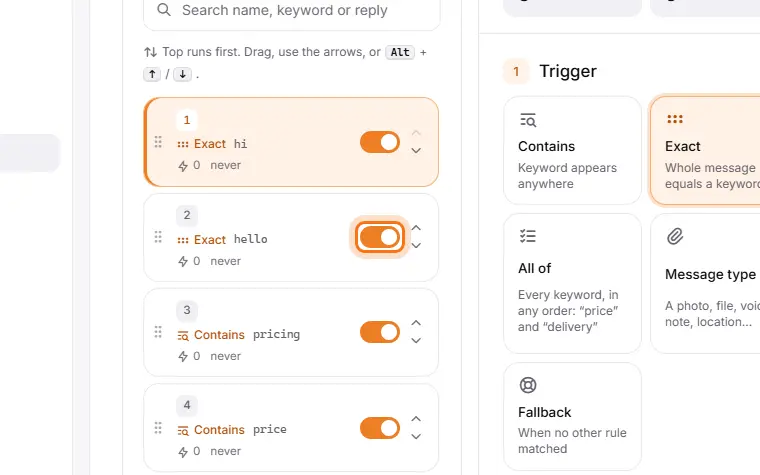 Search name, keyword or reply
Top runs first. Drag, use the arrows, or Alt +
↑ / ↓ .
1
Exact hi
0 never
2
Exact hello
0 never
3
Contains pricing
0 never
4
Contains price
0 never
1 Trigger
Contains
Keyword appears
anywhere
Exact
Whole message
equals a keyword
All of
Every keyword, in
any order: “price”
and “delivery”
Message type
A photo, file, voic
note, location...
Fallback
When no other rule
matched